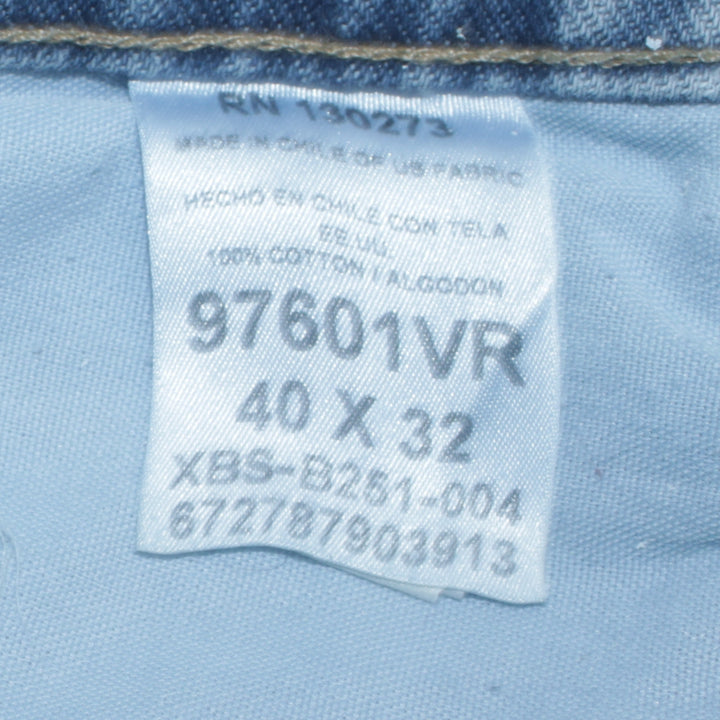 RN 130273
MADE IN CHILE OF US FABRIC
HECHO EN CHILE CON TELA
EE.UU.
100% COTTON / ALGODON
97601VR
40 X 32
XBS-B251-004
672787903913